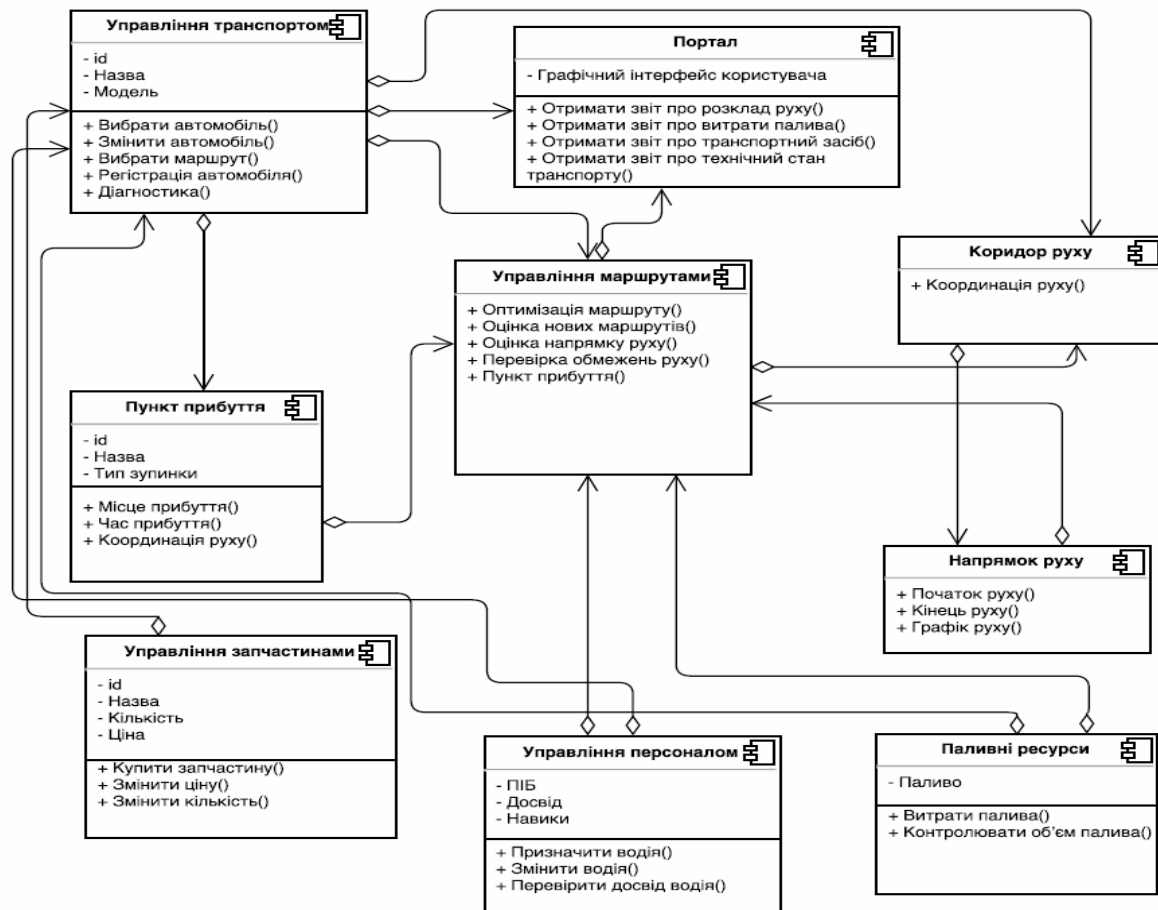 Управління транспортом
- id
- Назва
- Модель
+ Вибрати автомобіль()
+ Змінити автомобіль()
+ Вибрати маршрут()
+ Регістрація автомобіля()
+ Діагностика()
Портал
- Графічний інтерфейс користувача
+ Отримати звіт про розклад руху()
+ Отримати звіт про витрати палива()
+ Отримати звіт про транспортний засіб()
+ Отримати звіт про технічний стан
транспорту()
Управління маршрутами
+ Оптимізація маршруту()
+ Оцінка нових маршрутів()
+ Оцінка напрямку руху()
+ Перевірка обмежень руху()
+ Пункт прибуття()
Коридор руху
+ Координація руху()
Пункт прибуття
- id
- Назва
- Тип зупинки
+ Місце прибуття()
+ Час прибуття()
+ Координація руху()
Напрямок руху
+ Початок руху()
+ Кінець руху()
+ Графік руху()
Управління запчастинами
- id
- Назва
- Кількість
- Ціна
+ Купити запчастину()
+ Змінити ціну()
+ Змінити кількість()
Управління персоналом
- ПІБ
- Досвід
- Навики
+ Призначити водія()
+ Змінити водія()
+ Перевірити досвід водія()
Паливні ресурси
- Паливо
+ Витрати палива()
+ Контролювати об’єм палива()